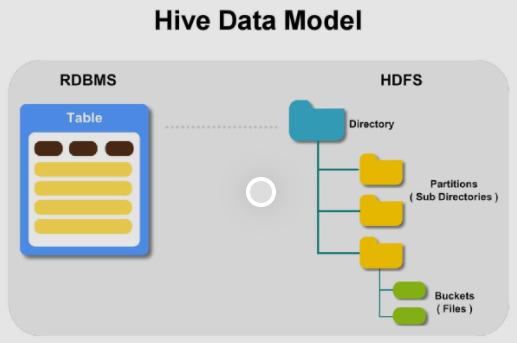 Hive Data Model
RDBMS
HDFS
Table
Directory
Partitions
( Sub Directories )
Buckets
( Files )